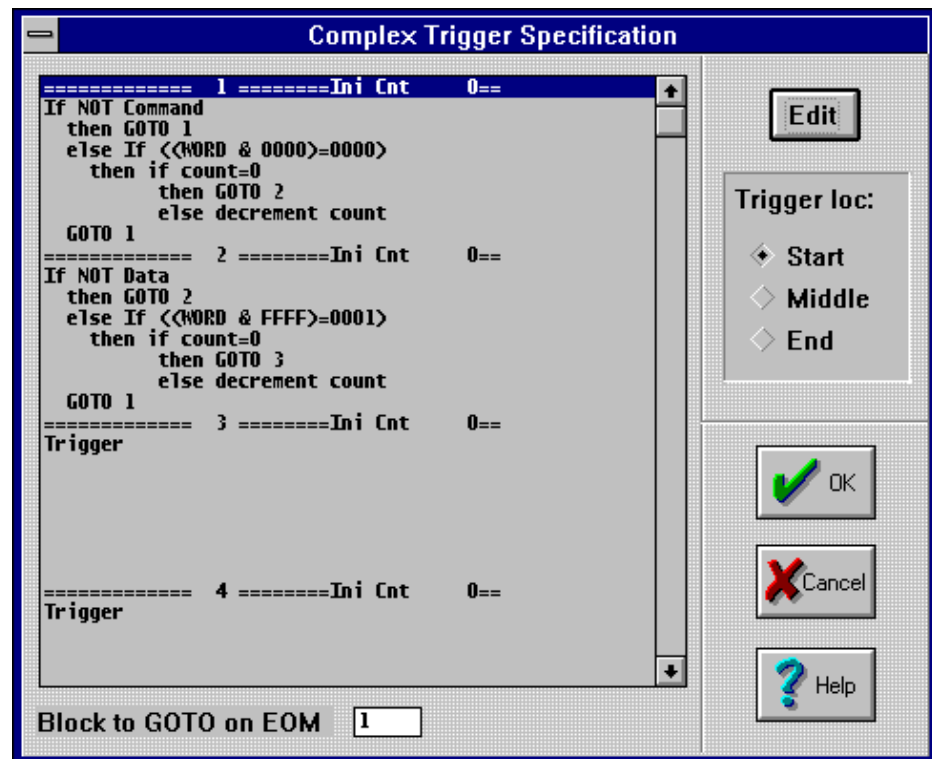 Complex Trigger Specification
============= 1 ========Ini Cnt 0==
If NOT Command
then GOTO 1
else If ((WORD & 0000)=0000)
then if count=0
then GOTO 2
else decrement count
GOTO 1
============= 2 ========Ini Cnt 0==
If NOT Data
then GOTO 2
else If ((WORD & FFFF)=0001)
then if count=0
then GOTO 3
else decrement count
GOTO 1
============= 3 ========Ini Cnt 0==
Trigger
============= 4 ========Ini Cnt 0==
Trigger
Block to GOTO on EOM 1
Edit
Trigger loc:
Start
Middle
End
OK
Cancel
Help